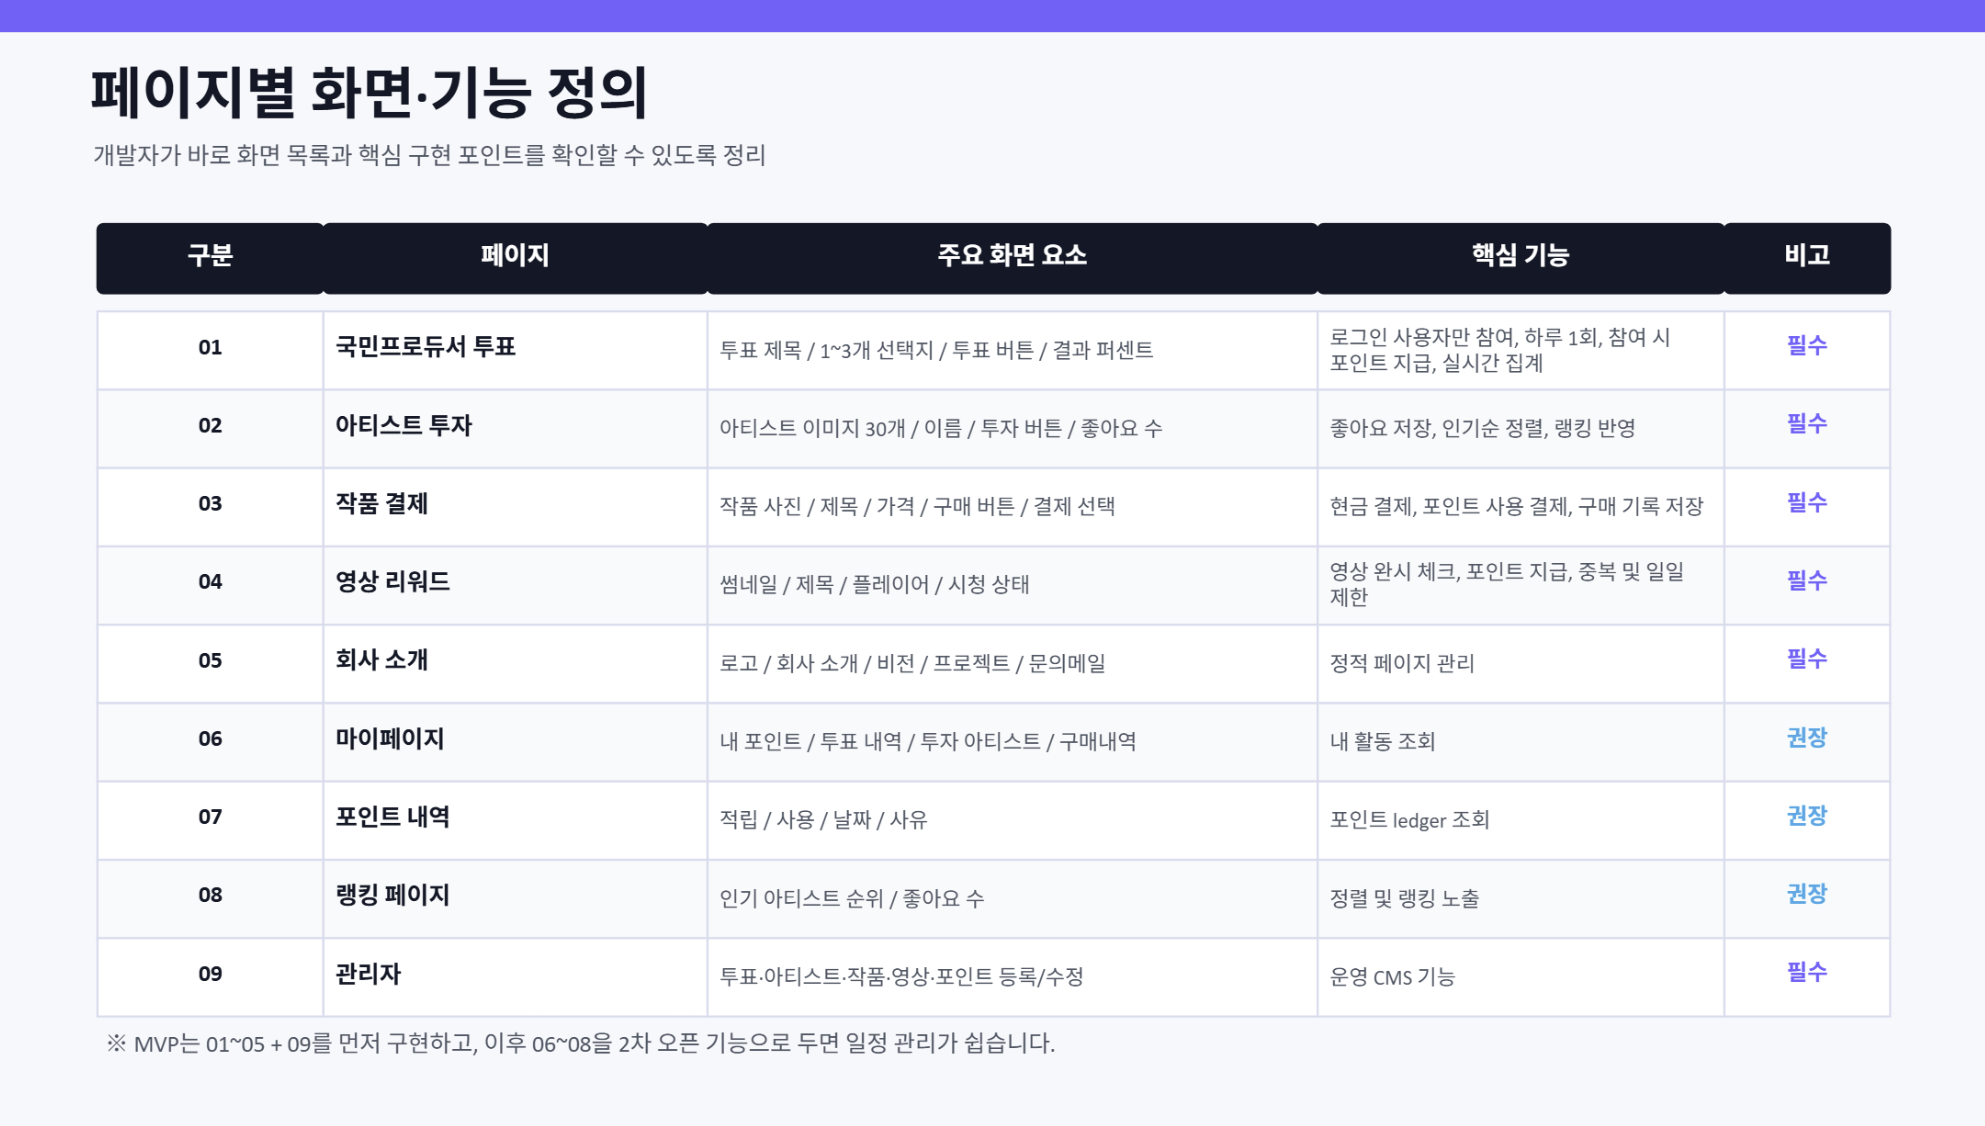 페이지별 화면·기능 정의
개발자가 바로 화면 목록과 핵심 구현 포인트를 확인할 수 있도록 정리
구분 페이지 주요 화면 요소 핵심 기능 비고
01 국민프로듀서 투표 투표 제목 / 1~3개 선택지 / 투표 버튼 / 결과 퍼센트 로그인 사용자만 참여, 하루 1회, 참여 시
포인트 지급, 실시간 집계 필수
02 아티스트 투자 아티스트 이미지 30개 / 이름 / 투자 버튼 / 좋아요 수 좋아요 저장, 인기순 정렬, 랭킹 반영 필수
03 작품 결제 작품 사진 / 제목 / 가격 / 구매 버튼 / 결제 선택 현금 결제, 포인트 사용 결제, 구매 기록 저장 필수
04 영상 리워드 썸네일 / 제목 / 플레이어 / 시청 상태 영상 완시 체크, 포인트 지급, 중복 및 일일
제한 필수
05 회사 소개 로고 / 회사 소개 / 비전 / 프로젝트 / 문의메일 정적 페이지 관리 필수
06 마이페이지 내 포인트 / 투표 내역 / 투자 아티스트 / 구매내역 내 활동 조회 권장
07 포인트 내역 적립 / 사용 / 날짜 / 사유 포인트 ledger 조회 권장
08 랭킹 페이지 인기 아티스트 순위 / 좋아요 수 정렬 및 랭킹 노출 권장
09 관리자 투표·아티스트·작품·영상·포인트 등록/수정 운영 CMS 기능 필수
※ MVP는 01~05 + 09를 먼저 구현하고, 이후 06~08을 2차 오픈 기능으로 두면 일정 관리가 쉽습니다.